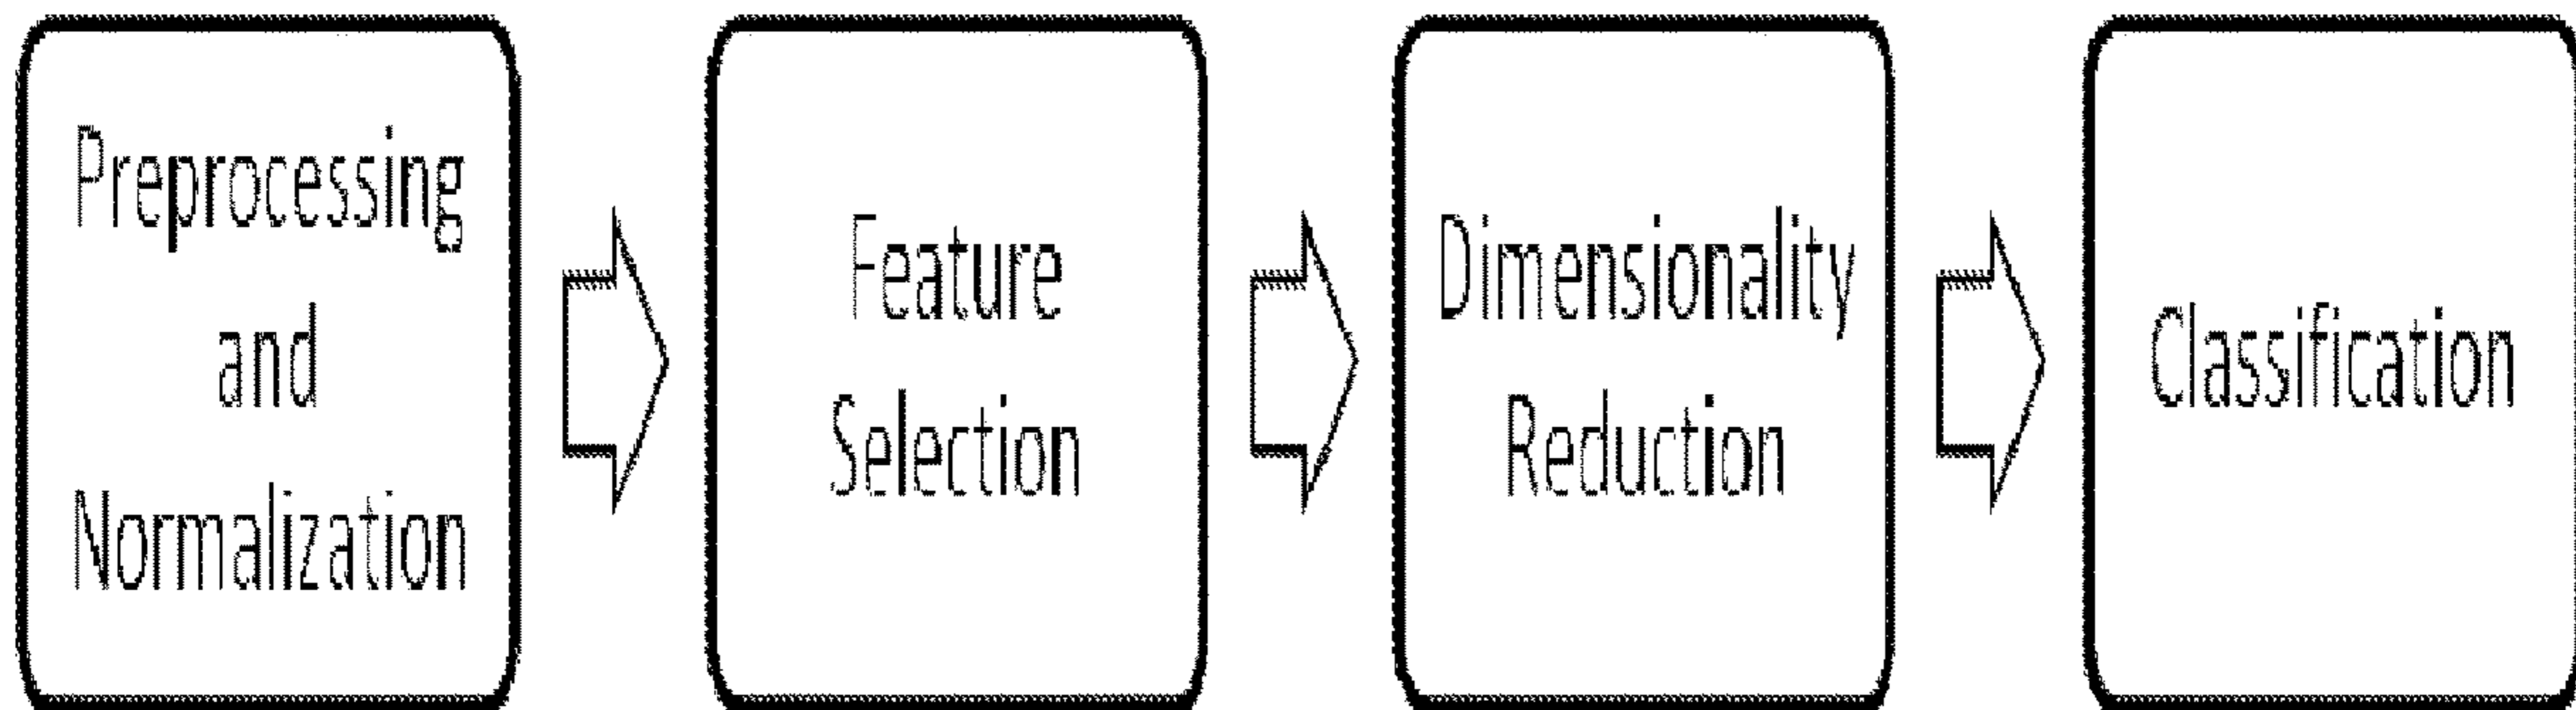 Preprocessing
and
Normalization
Feature
Selection
Dimensionality
Reduction
Classification